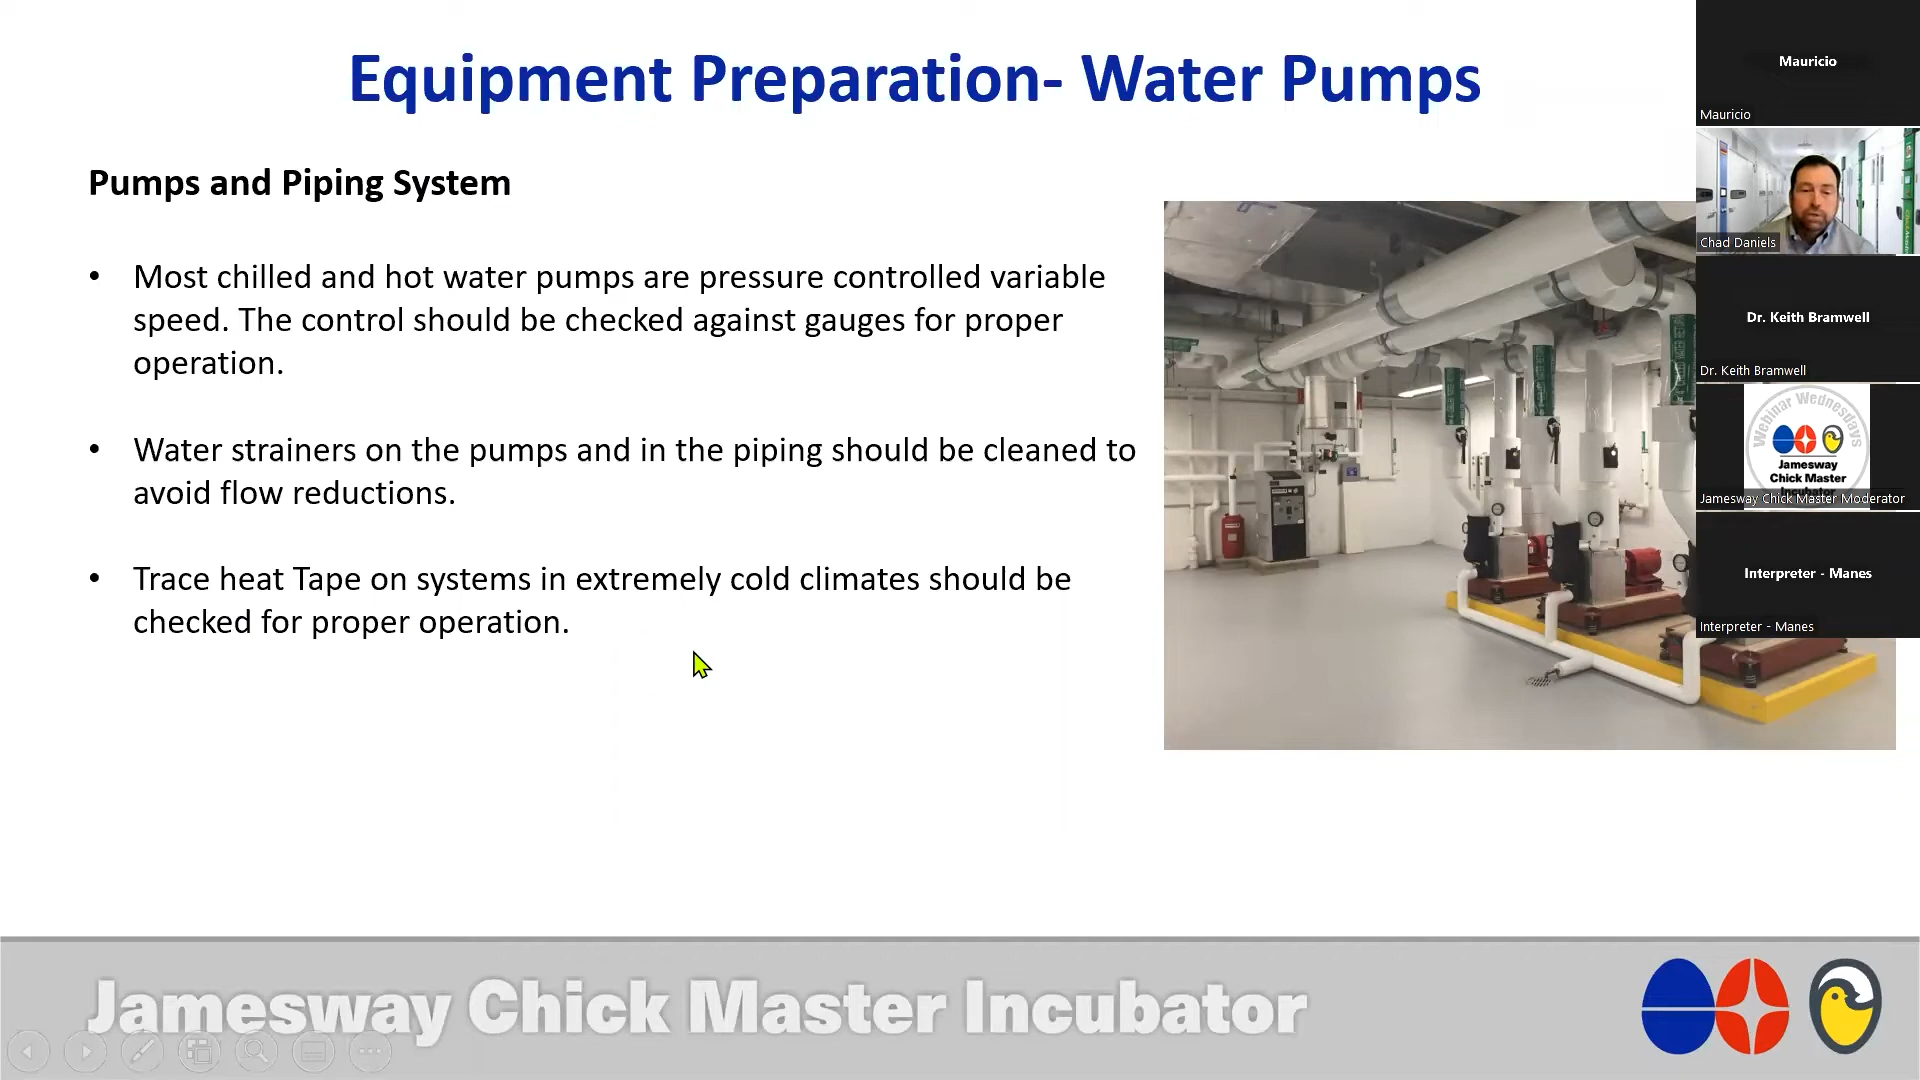 Equipment Preparation- Water Pumps
Pumps and Piping System
• Most chilled and hot water pumps are pressure controlled variable
speed. The control should be checked against gauges for proper
operation.
• Water strainers on the pumps and in the piping should be cleaned to
avoid flow reductions.
• Trace heat Tape on systems in extremely cold climates should be
checked for proper operation.
Mauricio
Mauricio
Chad Daniels
Dr. Keith Bramwell
Dr. Keith Bramwell
Webinar Wednesdays
Jamesway
Chick Master
Jamesway Chick Master Moderator
Interpreter - Manes
Interpreter - Manes
Jamesway Chick Master Incubator